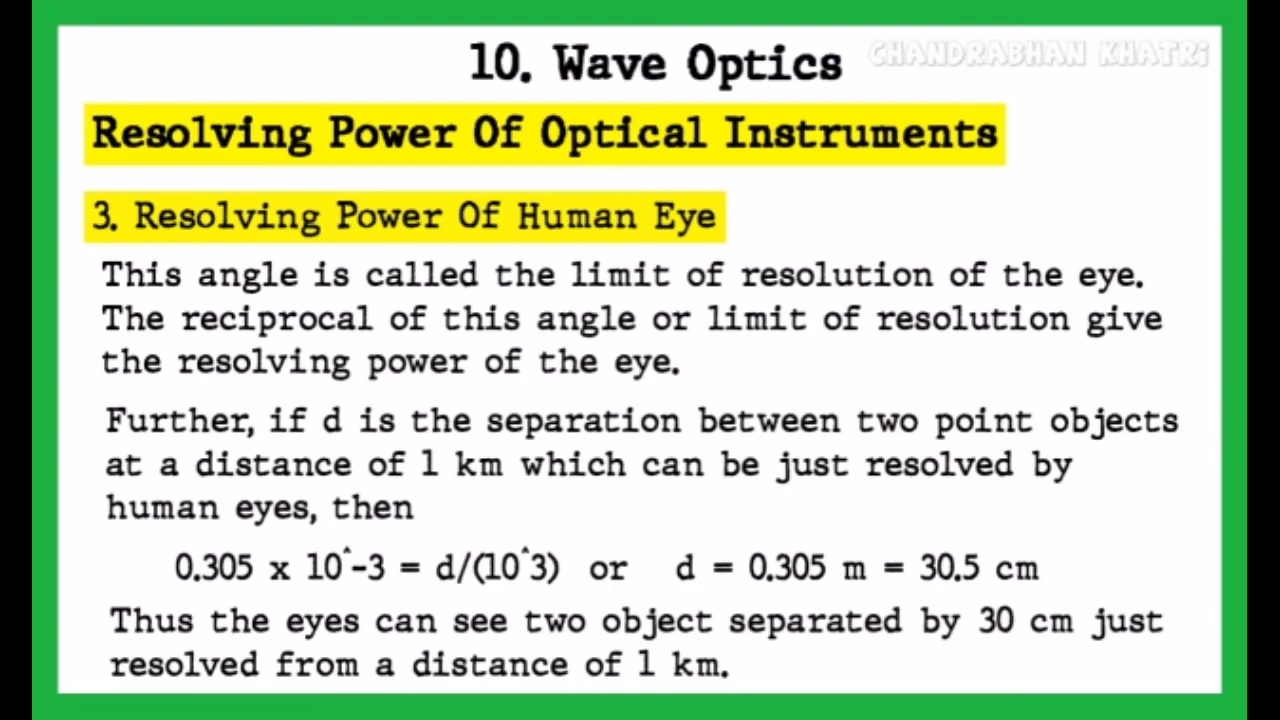 10. Wave Optics
CHANDRABHAN KHATRi
Resolving Power Of Optical Instruments
3. Resolving Power Of Human Eye
This angle is called the limit of resolution of the eye.
The reciprocal of this angle or limit of resolution give
the resolving power of the eye.
Further, if d is the separation between two point objects
at a distance of 1 km which can be just resolved by
human eyes, then
0.305 x 10^-3 = d/(10^3) or d = 0.305 m = 30.5 cm
Thus the eyes can see two object separated by 30 cm just
resolved from a distance of 1 km.